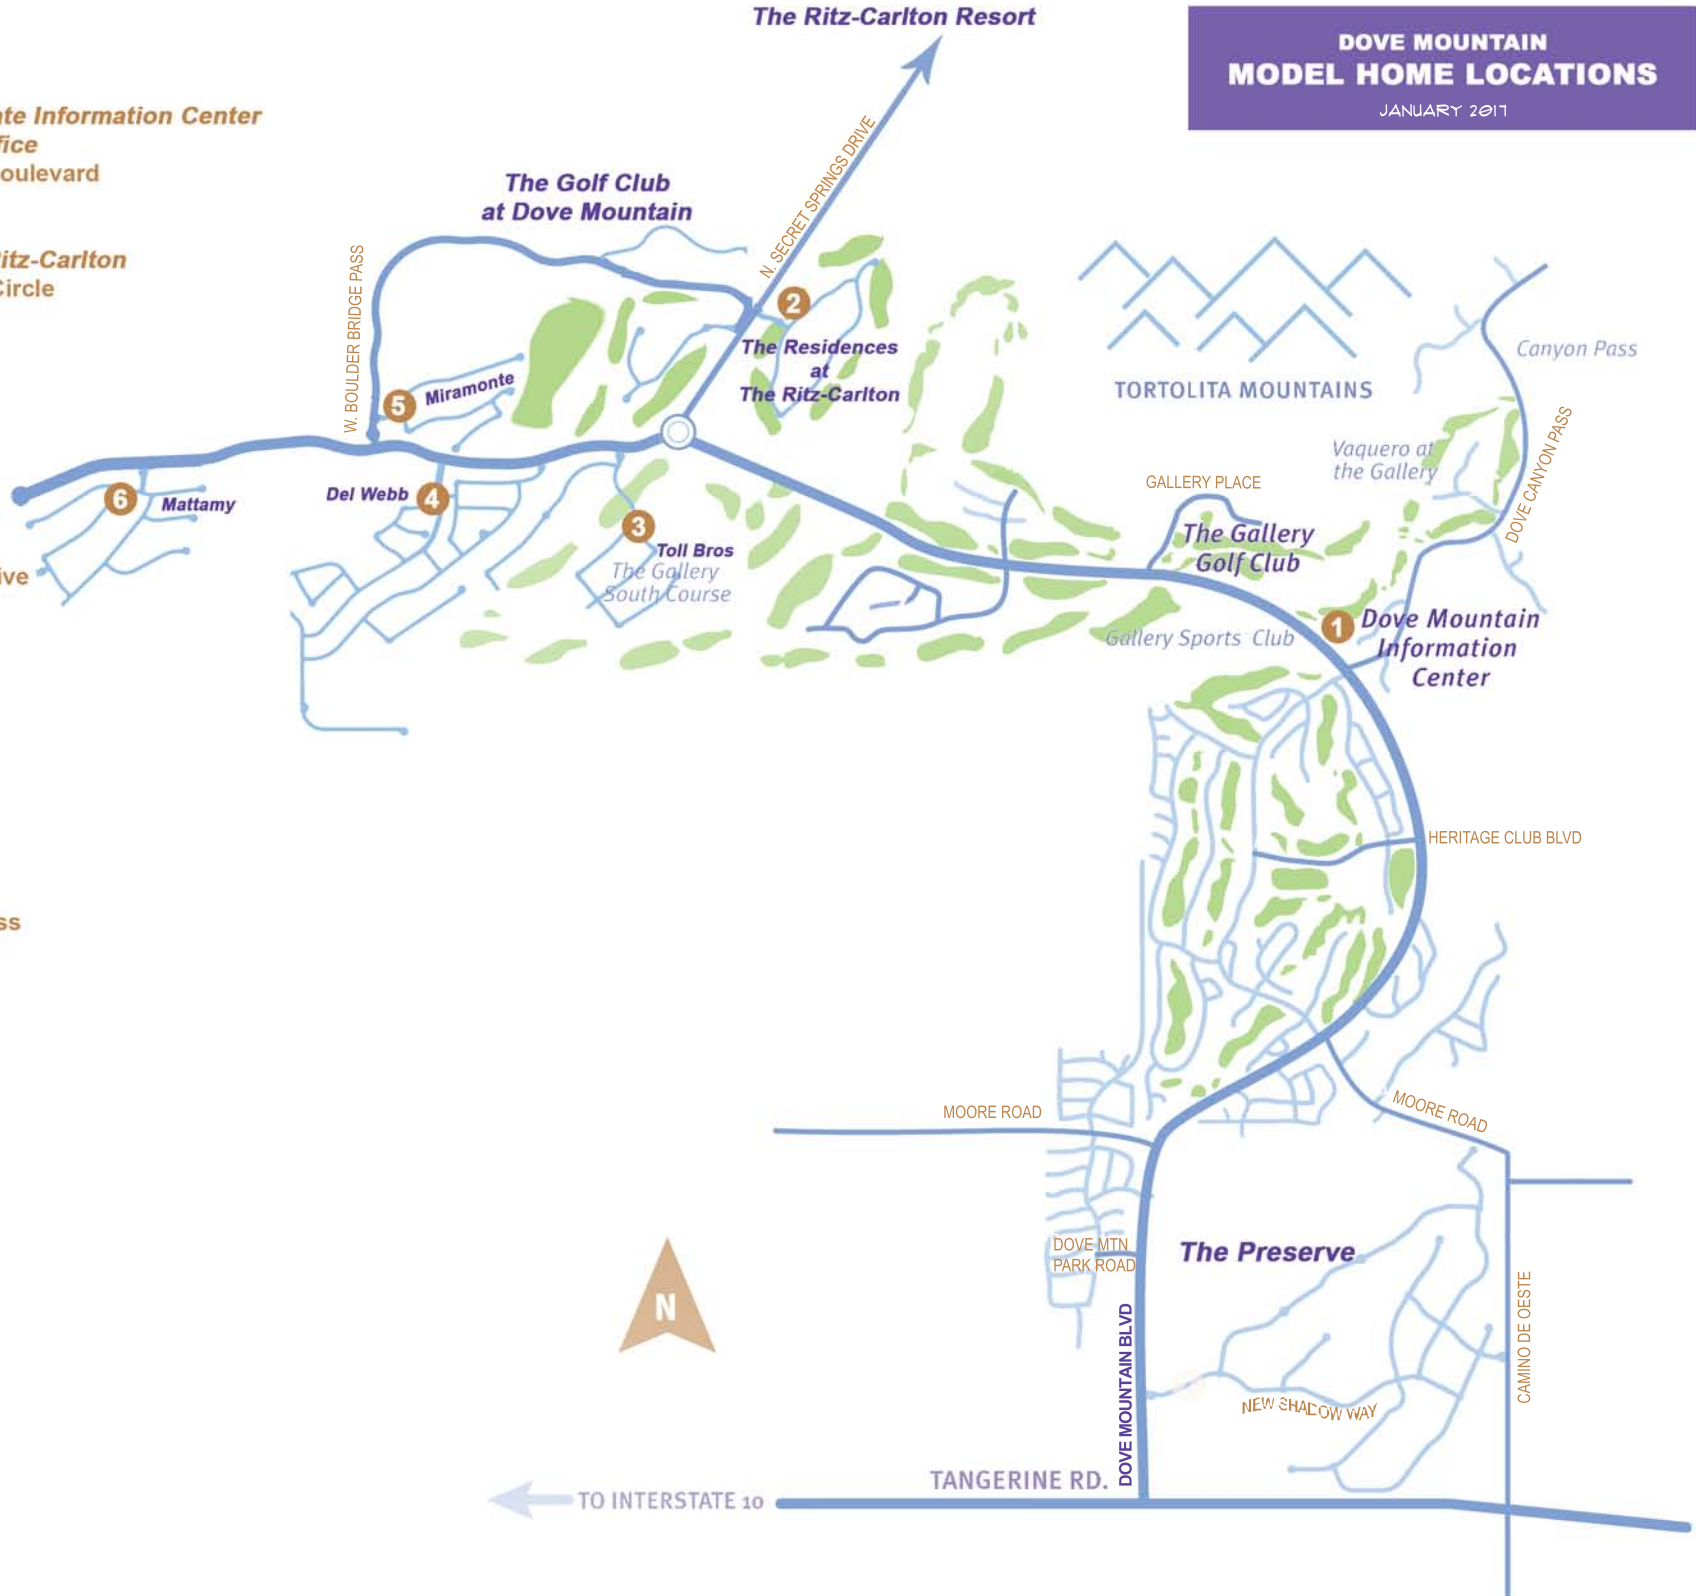 The Ritz-Carlton Resort
DOVE MOUNTAIN
MODEL HOME LOCATIONS
JANUARY 2017
ate Information Center
fice
oulevard
Ritz-Carlton
Circle
ive
ss
The Golf Club
at Dove Mountain
N. SECRET SPRINGS DRIVE
W. BOULDER BRIDGE PASS
2
The Residences
at
The Ritz-Carlton
5
Miramonte
TORTOLITA MOUNTAINS
Canyon Pass
Vaquero at
the Gallery
DOVE CANYON PASS
GALLERY PLACE
The Gallery
Golf Club
6
Mattamy
Del Webb
4
3
Toll Bros
The Gallery
South Course
Gallery Sports Club
1
Dove Mountain
Information
Center
HERITAGE CLUB BLVD
MOORE ROAD
MOORE ROAD
DOVE MTN
PARK ROAD
The Preserve
N
DOVE MOUNTAIN BLVD
CAMINO DE OESTE
NEW SHADOW WAY
TANGERINE RD.
TO INTERSTATE 10